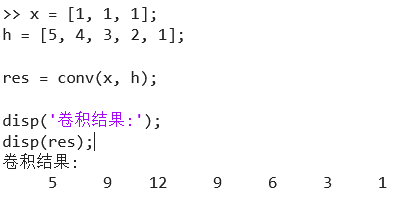 >> x = [1, 1, 1];
h = [5, 4, 3, 2, 1];
res = conv(x, h);
disp('卷积结果:');
disp(res);
卷积结果:
5 9 12 9 6 3 1